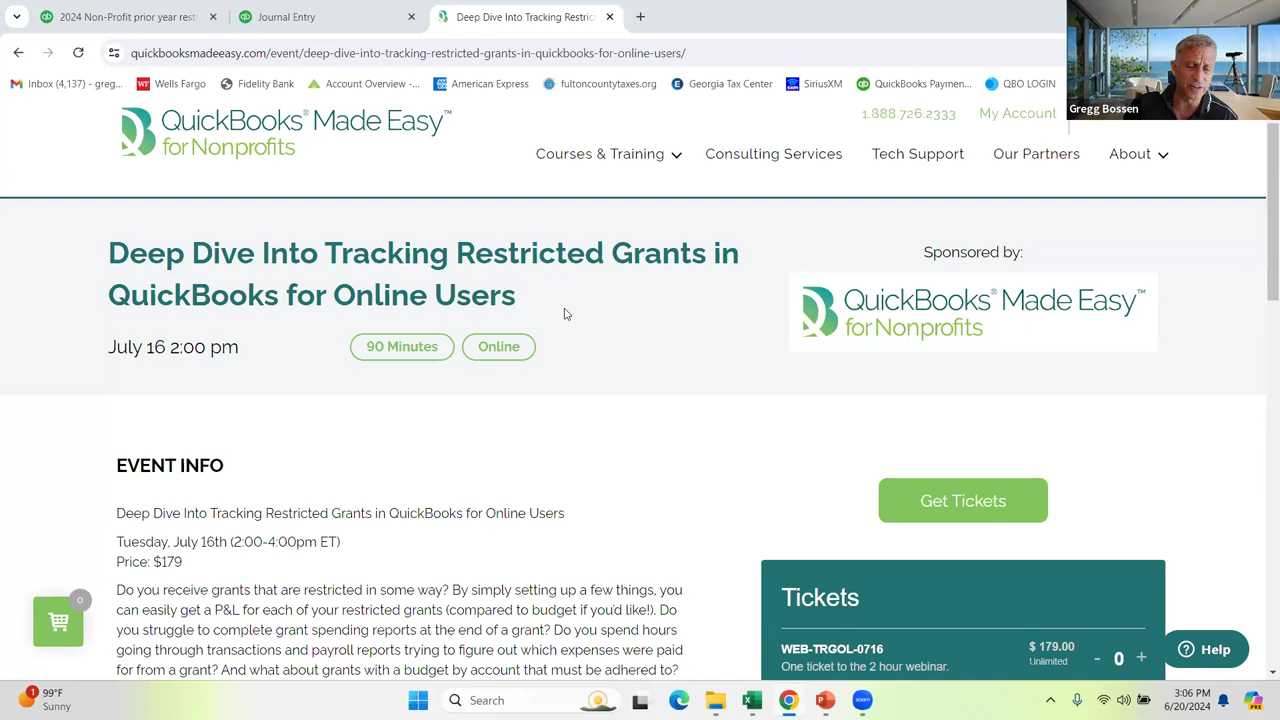 2024 Non-Profit prior year rest
Journal Entry
Deep Dive Into Tracking Restric
quickbooksmadeeasy.com/event/deep-dive-into-tracking-restricted-grants-in-quickbooks-for-online-users/
Inbox (4,137) - greg...
Wells Fargo
Fidelity Bank
Account Overview -...
American Express
fultoncountytaxes.org
Georgia Tax Center
SiriusXM
QuickBooks Paymen...
QBO LOGIN
Gregg Bossen
QuickBooks® Made Easy™
for Nonprofits
1.888.726.2333
My Account
Courses & Training
Consulting Services
Tech Support
Our Partners
About
Deep Dive Into Tracking Restricted Grants in
QuickBooks for Online Users
July 16 2:00 pm
90 Minutes
Online
Sponsored by:
QuickBooks® Made Easy™
for Nonprofits
EVENT INFO
Deep Dive Into Tracking Restricted Grants in QuickBooks for Online Users
Tuesday, July 16th (2:00-4:00pm ET)
Price: $179
Do you receive grants that are restricted in some way? By simply setting up a few things, you
can easily get a P&L for each of your restricted grants (compared to budget if you'd like!). Do
you struggle to complete grant spending reports at the end of a grant? Do you spend hours
going through transactions and past reports trying to figure out which expenses were paid
for from a grant? And what about grants with a budget by account that must be adhered to?
Get Tickets
Tickets
WEB-TRGOL-0716
One ticket to the 2 hour webinar.
$ 179.00
Unlimited
- 0 +
0
Help
1
99°F
Sunny
Search
zoom
3:06 PM
6/20/2024
PRE